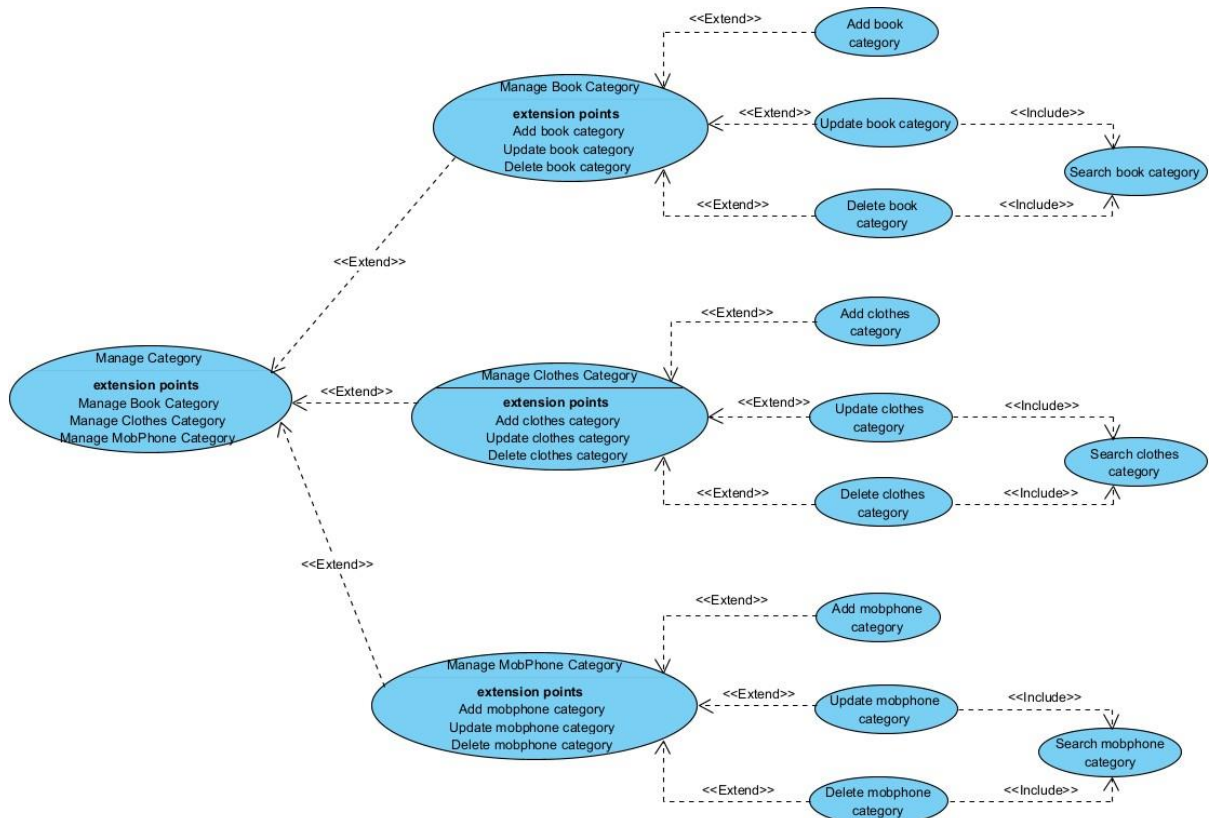 <<Extend>>
Add book
category
Manage Book Category
extension points
Add book category
Update book category
Delete book category
<<Extend>>
Update book category
<<Include>>
Search book category
<<Extend>>
Delete book
category
<<Include>>
<<Extend>>
<<Extend>>
Add clothes
category
Manage Category
extension points
Manage Book Category
Manage Clothes Category
Manage MobPhone Category
<<Extend>>
Manage Clothes Category
extension points
Add clothes category
Update clothes category
Delete clothes category
<<Extend>>
Update clothes
category
<<Include>>
Search clothes
category
<<Extend>>
Delete clothes
category
<<Include>>
<<Extend>>
<<Extend>>
Add mobphone
category
Manage MobPhone Category
extension points
Add mobphone category
Update mobphone category
Delete mobphone category
<<Extend>>
Update mobphone
category
<<Include>>
Search mobphone
category
<<Extend>>
Delete mobphone
category
<<Include>>